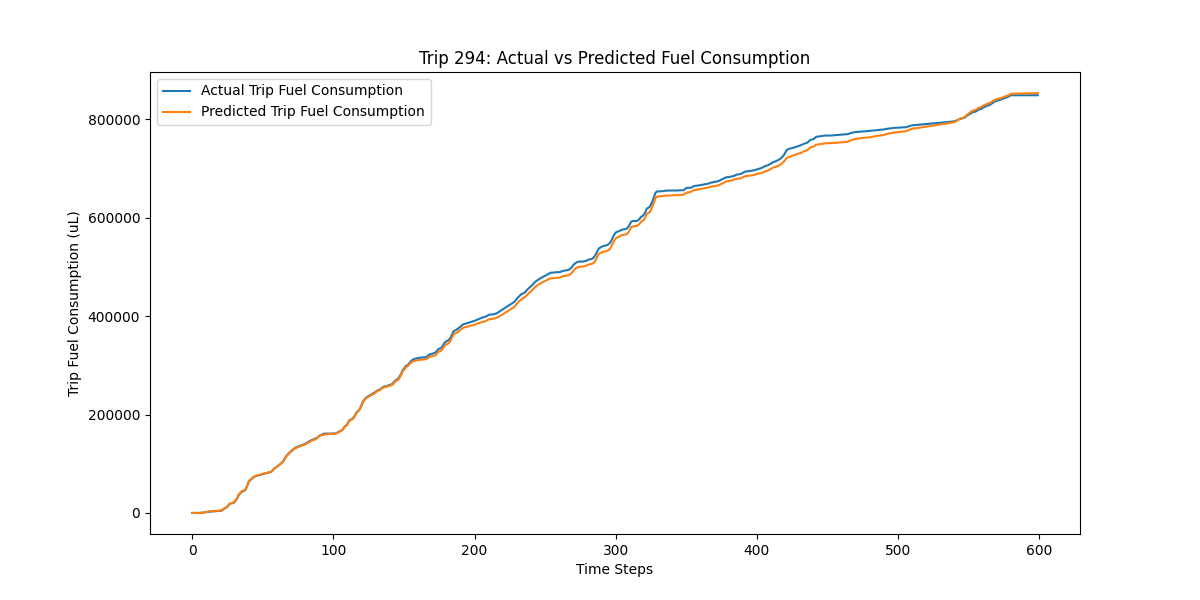 Trip 294: Actual vs Predicted Fuel Consumption
Actual Trip Fuel Consumption
Predicted Trip Fuel Consumption
Trip Fuel Consumption (uL)
800000
600000
400000
200000
0
0 100 200 300 400 500 600
Time Steps